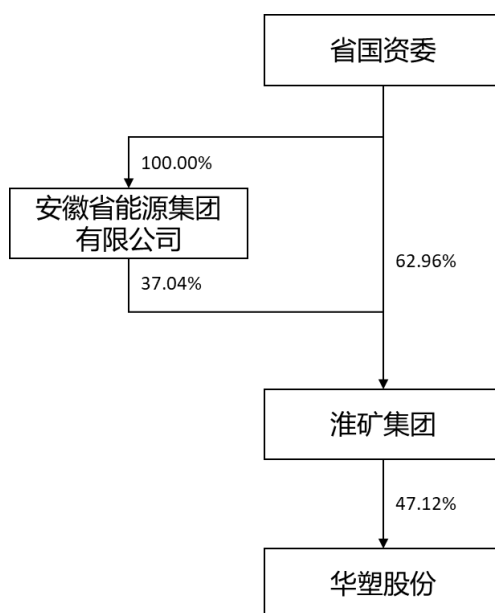 省国资委
100.00%
安徽省能源集团
有限公司
62.96%
37.04%
淮矿集团
47.12%
华塑股份